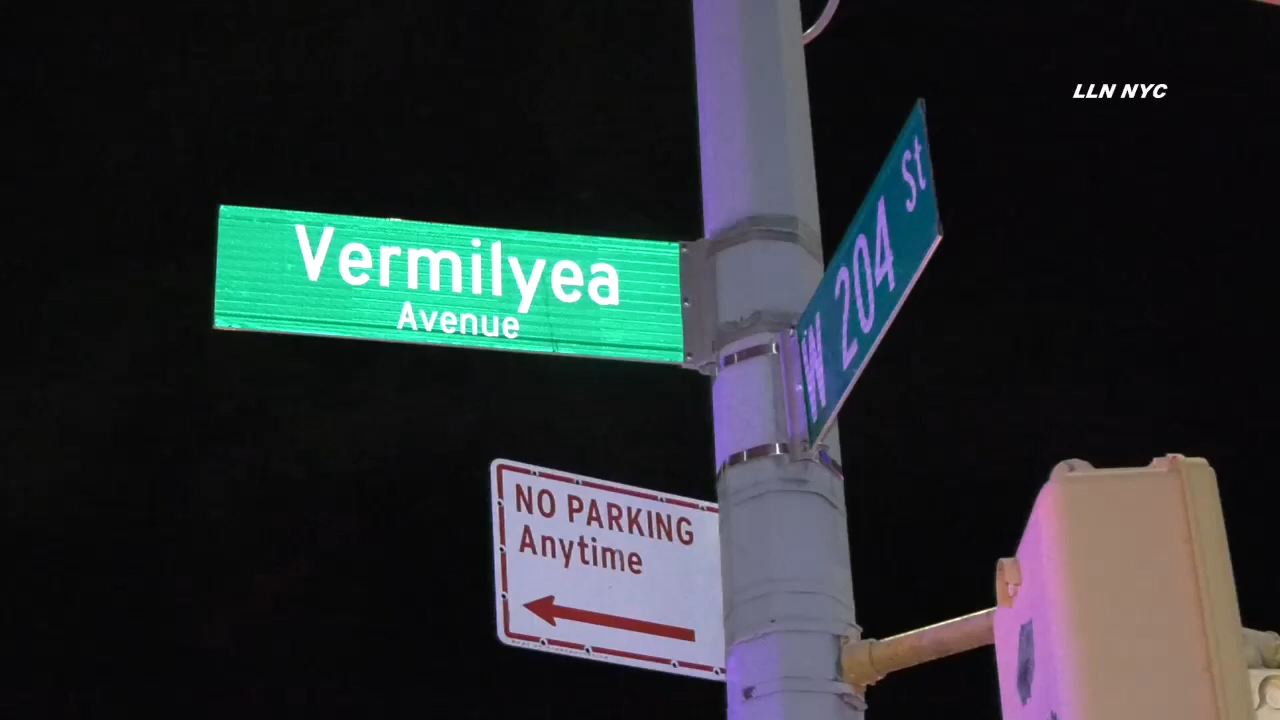 LLN NYC
Vermilyea
Avenue
W 204 St
NO PARKING
Anytime